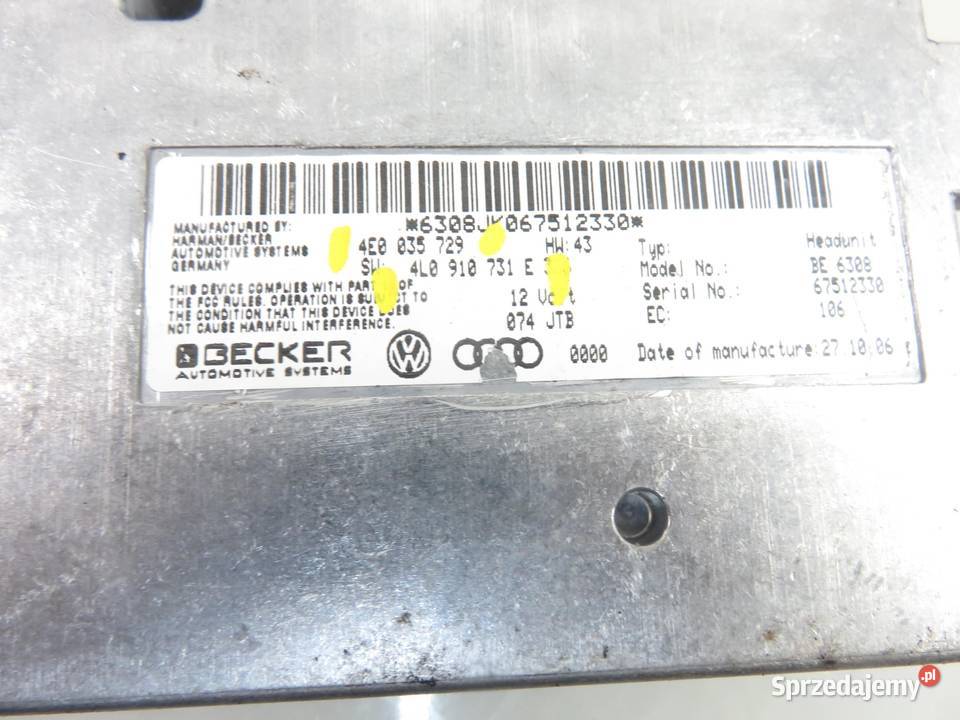 *6308JK067512330*
MANUFACTURED BY:
HARMAN/BECKER
AUTOMOTIVE SYSTEMS
GERMANY
4E0 035 729
HW:43
SW: 4L0 910 731 E
THIS DEVICE COMPLIES WITH PART OF
THE FCC RULES. OPERATION IS SUBJECT TO
THE CONDITION THAT THIS DEVICE DOES
NOT CAUSE HARMFUL INTERFERENCE.
12 Volt
074 JTB
Typ: Headunit
Model No.: BE 6308
Serial No.: 67512330
EC: 106
BECKER
AUTOMOTIVE SYSTEMS
VW
0000
Date of manufacture: 27.10.06
Sprzedajemy.pl